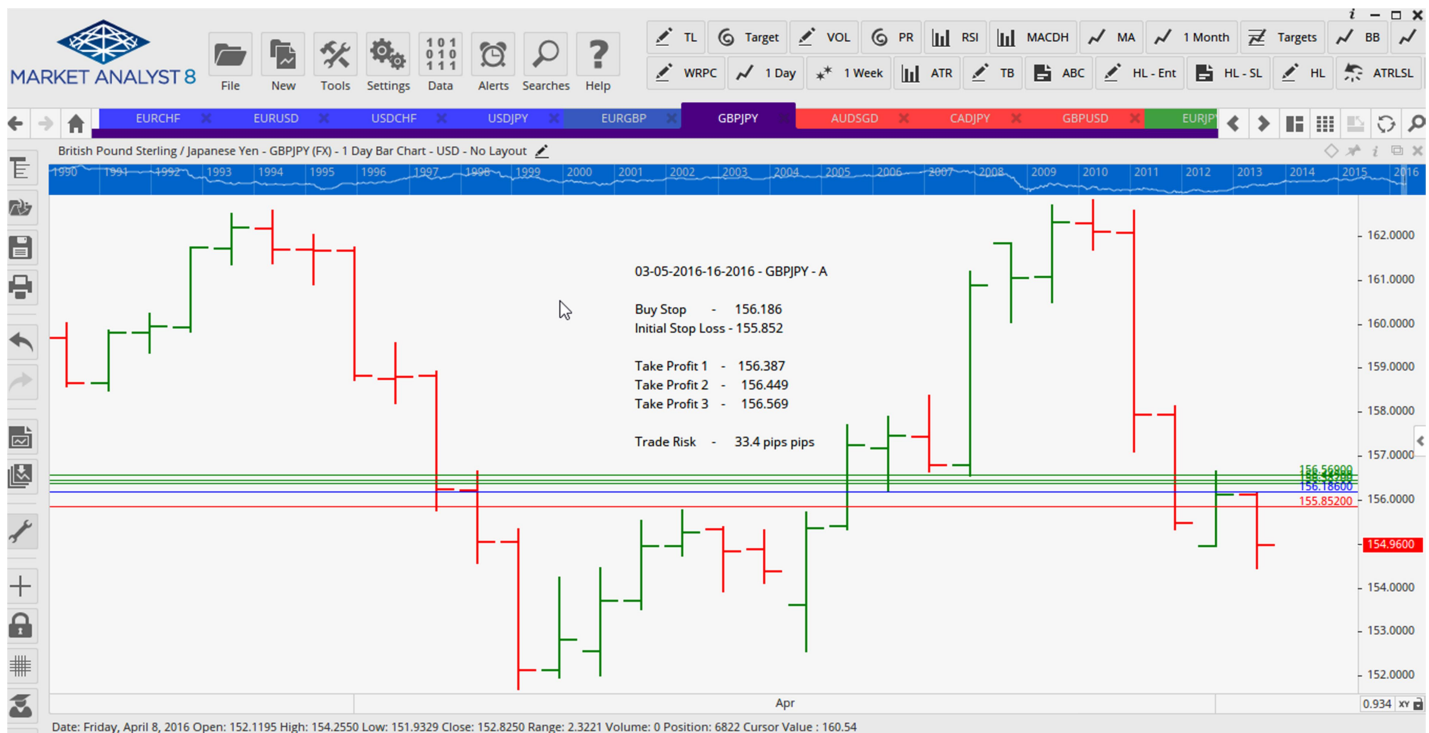 MARKET ANALYST 8
File New Tools Settings Data Alerts Searches Help
101
010
111
TL Target VOL PR RSI MACDH MA 1 Month Targets BB
WRPC 1 Day 1 Week ATR TB ABC HL - Ent HL - SL HL ATRLSL
EURCHF EURUSD USDCHF USDJPY EURGBP GBPJPY AUDSGD CADJPY GBPUSD EURJPY
British Pound Sterling / Japanese Yen - GBPJPY (FX) - 1 Day Bar Chart - USD - No Layout
1990 1991 1992 1993 1994 1995 1996 1997 1998 1999 2000 2001 2002 2003 2004 2005 2006 2007 2008 2009 2010 2011 2012 2013 2014 2015 2016
03-05-2016-16-2016 - GBPJPY - A
Buy Stop - 156.186
Initial Stop Loss - 155.852
Take Profit 1 - 156.387
Take Profit 2 - 156.449
Take Profit 3 - 156.569
Trade Risk - 33.4 pips pips
162.0000
161.0000
160.0000
159.0000
158.0000
157.0000
156.56900
156.18600
156.0000
155.85200
154.9600
154.0000
153.0000
152.0000
Apr
0.934 XY
Date: Friday, April 8, 2016 Open: 152.1195 High: 154.2550 Low: 151.9329 Close: 152.8250 Range: 2.3221 Volume: 0 Position: 6822 Cursor Value : 160.54